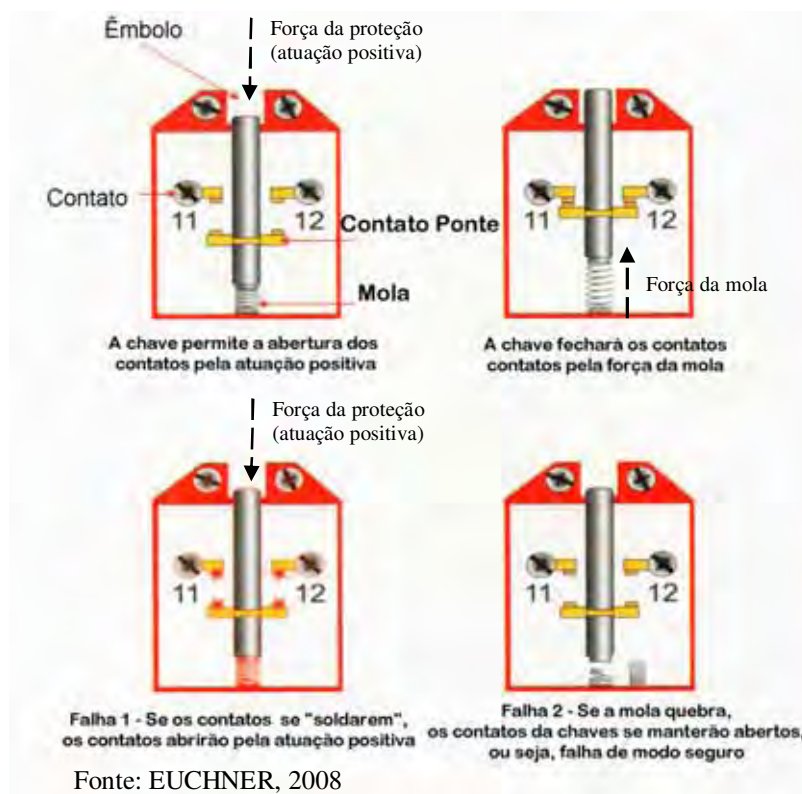 Êmbolo
Força da proteção
(atuação positiva)
Contato
11
12
Contato Ponte
Mola
A chave permite a abertura dos
contatos pela atuação positiva
11
12
Força da mola
A chave fechará os contatos
contatos pela força da mola
Força da proteção
(atuação positiva)
11
12
Falha 1 - Se os contatos se "soldarem",
os contatos abrirão pela atuação positiva
11
12
Falha 2 - Se a mola quebra,
os contatos da chaves se manterão abertos,
ou seja, falha de modo seguro
Fonte: EUCHNER, 2008